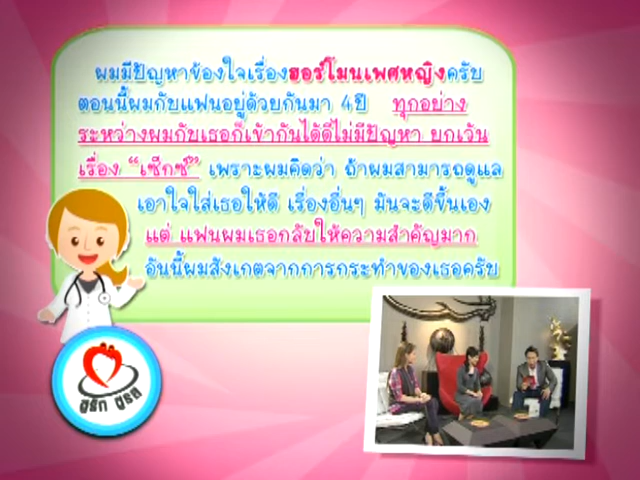 ผมมีปัญหาข้องใจเรื่องฮอร์โมนเพศหญิงครับ
ตอนนี้ผมกับแฟนอยู่ด้วยกันมา 4ปี ทุกอย่าง
ระหว่างผมกับเธอก็เข้ากันได้ดีไม่มีปัญหา ยกเว้น
เรื่อง “เซ็กซ์” เพราะผมคิดว่า ถ้าผมสามารถดูแล
เอาใจใส่เธอให้ดี เรื่องอื่นๆ มันจะดีขึ้นเอง
แต่ แฟนผมเธอกลับให้ความสำคัญมาก
อันนี้ผมสังเกตจากการกระทำของเธอครับ
ชูรัก ชูรส